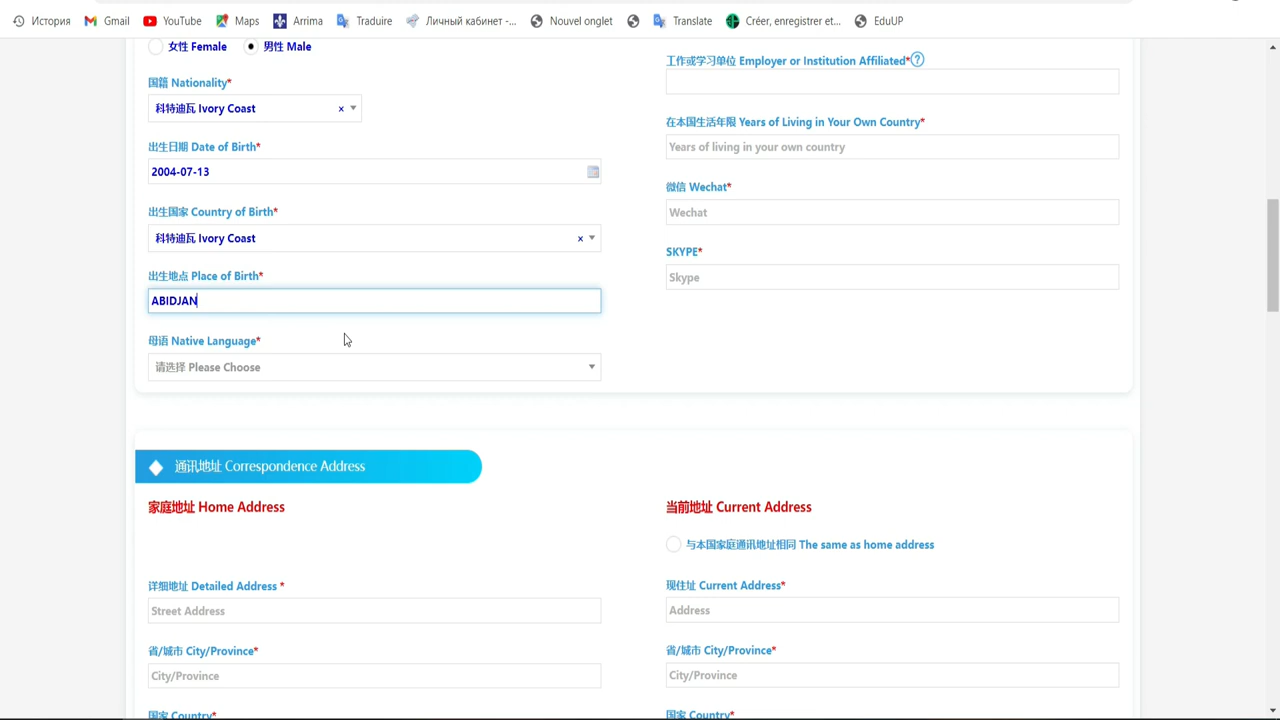 История Gmail YouTube Maps Arrima Traduire Личный кабинет -... Nouvel onglet Translate Créer, enregistrer et... EduUP
女性 Female 男性 Male
国籍 Nationality*
科特迪瓦 Ivory Coast ×
出生日期 Date of Birth*
2004-07-13
出生国家 Country of Birth*
科特迪瓦 Ivory Coast ×
出生地点 Place of Birth*
ABIDJAN
母语 Native Language*
请选择 Please Choose
工作或学习单位 Employer or Institution Affiliated*?
在本国生活年限 Years of Living in Your Own Country*
Years of living in your own country
微信 Wechat*
Wechat
SKYPE*
Skype
通讯地址 Correspondence Address
家庭地址 Home Address
详细地址 Detailed Address *
Street Address
省/城市 City/Province*
City/Province
国家 Country*
当前地址 Current Address
与本国家庭通讯地址相同 The same as home address
现住址 Current Address*
Address
省/城市 City/Province*
City/Province
国家 Country*